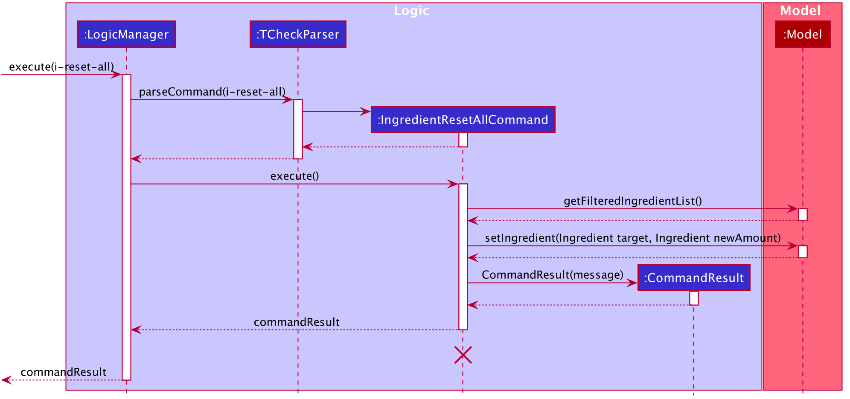 Logic
Model
:LogicManager
:TCheckParser
:Model
execute(i-reset-all)
parseCommand(i-reset-all)
:IngredientResetAllCommand
execute()
getFilteredIngredientList()
setIngredient(Ingredient target, Ingredient newAmount)
CommandResult(message)
:CommandResult
commandResult
commandResult